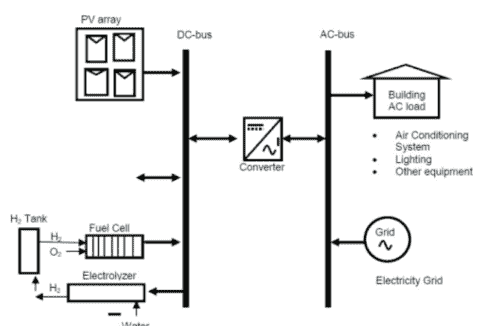 PV array
DC-bus
AC-bus
Building
AC load
• Air Conditioning
System
• Lighting
• Other equipment
Converter
H₂ Tank
H₂
O₂
Fuel Cell
Grid
Electrolyzer
H₂
Electricity Grid
Water